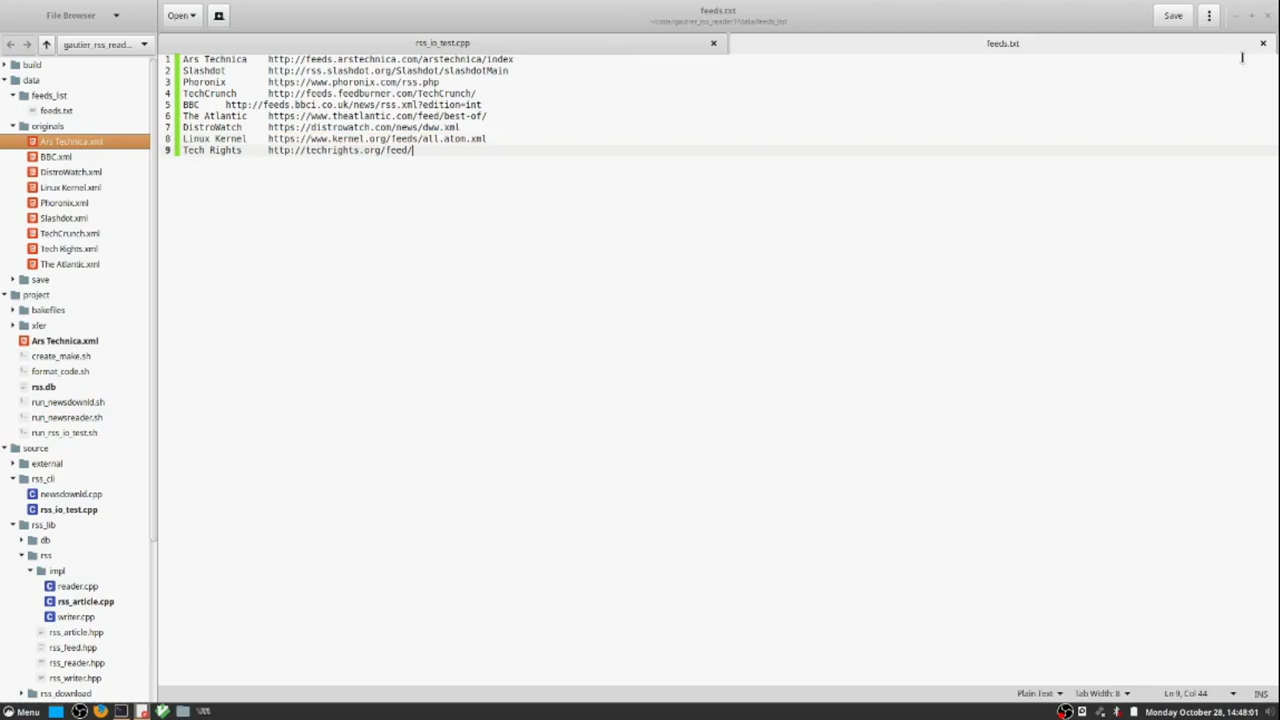 File Browser
Open
feeds.txt
~/code/gautier_rss_reader/7/data/feeds_list
Save
gautier_rss_read...
rss_io_test.cpp
feeds.txt
build
data
feeds_list
feeds.txt
originals
Ars Technica.xml
BBC.xml
DistroWatch.xml
Linux Kernel.xml
Phoronix.xml
Slashdot.xml
TechCrunch.xml
Tech Rights.xml
The Atlantic.xml
save
project
bakefiles
xfer
Ars Technica.xml
create_make.sh
format_code.sh
rss.db
run_newsdownld.sh
run_newsreader.sh
run_rss_io_test.sh
source
external
rss_cli
newsdownld.cpp
rss_io_test.cpp
rss_lib
db
rss
impl
reader.cpp
rss_article.cpp
writer.cpp
rss_article.hpp
rss_feed.hpp
rss_reader.hpp
rss_writer.hpp
rss_download
1 Ars Technica http://feeds.arstechnica.com/arstechnica/index
2 Slashdot http://rss.slashdot.org/Slashdot/slashdotMain
3 Phoronix https://www.phoronix.com/rss.php
4 TechCrunch http://feeds.feedburner.com/TechCrunch/
5 BBC http://feeds.bbci.co.uk/news/rss.xml?edition=int
6 The Atlantic https://www.theatlantic.com/feed/best-of/
7 DistroWatch https://distrowatch.com/news/dww.xml
8 Linux Kernel https://www.kernel.org/feeds/all.atom.xml
9 Tech Rights http://techrights.org/feed/
Plain Text Tab Width: 8 Ln 9, Col 44 INS
Menu
Monday October 28, 14:48:01